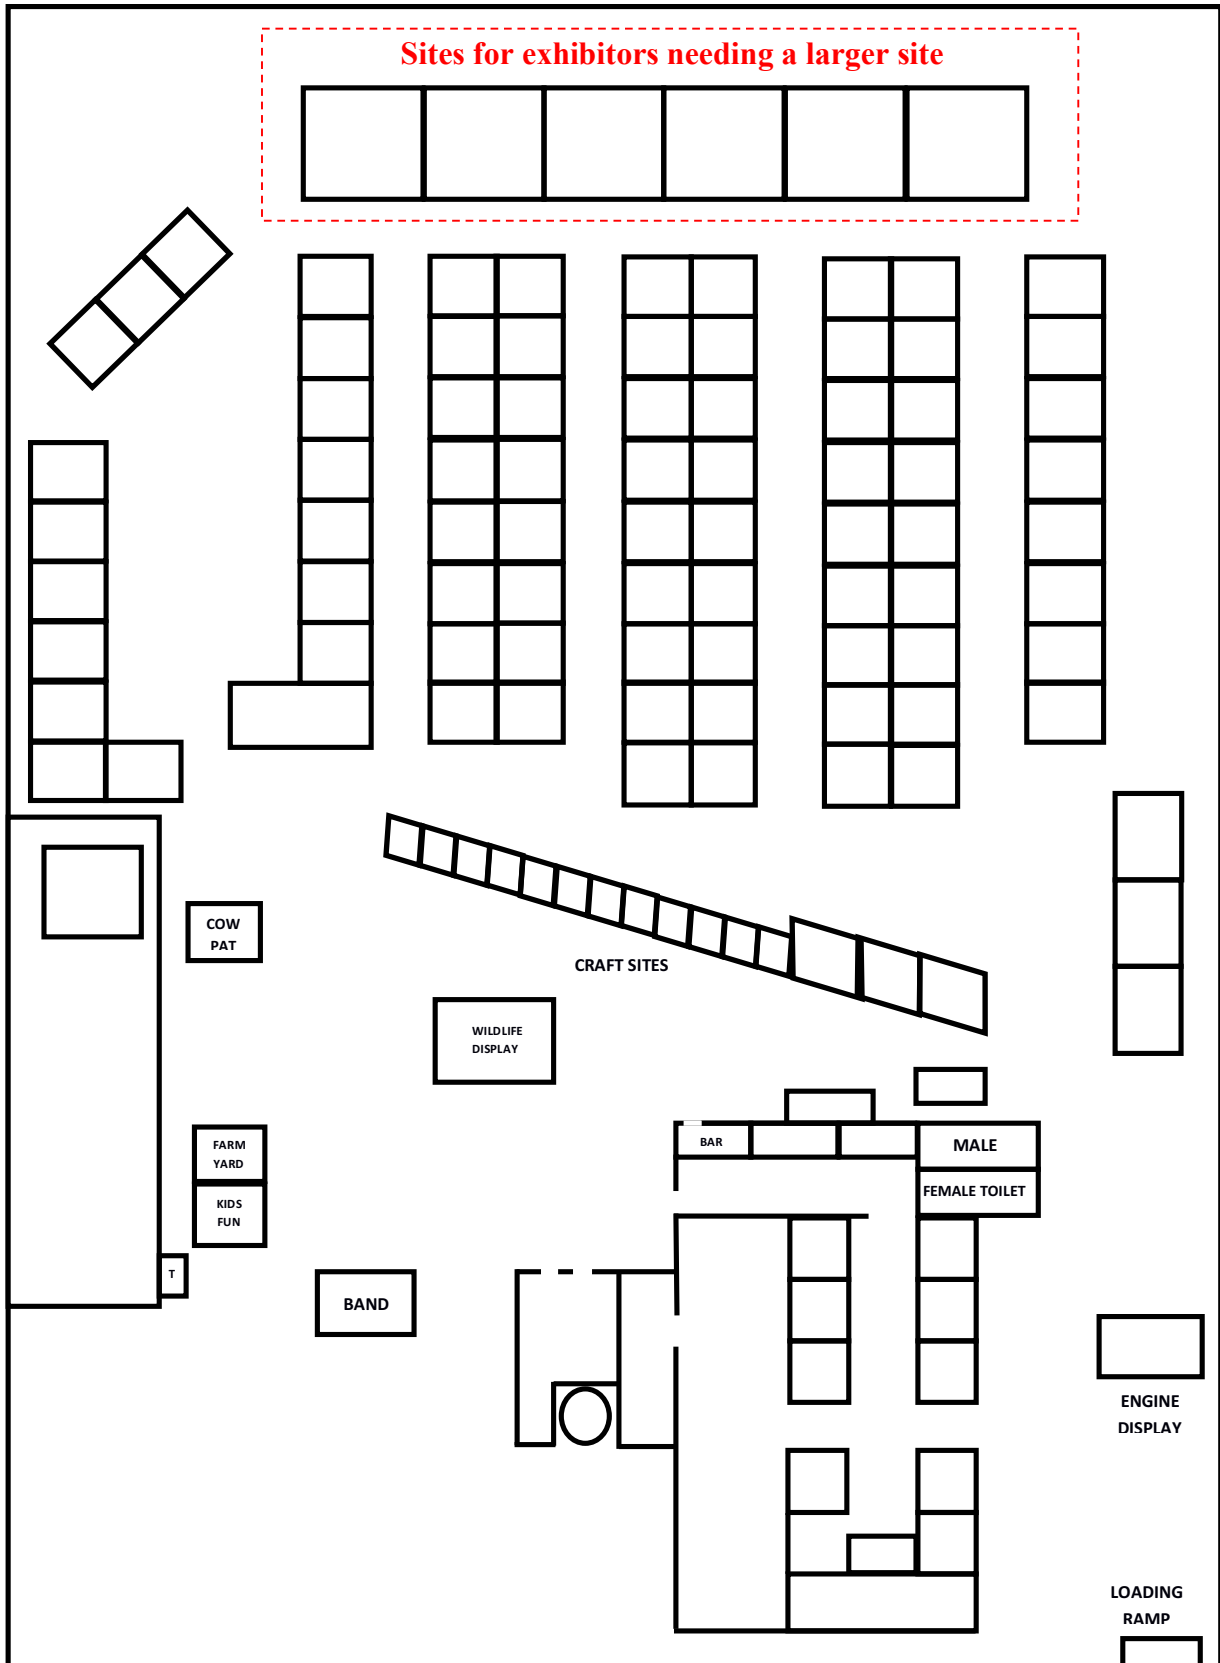 Sites for exhibitors needing a larger site
COW
PAT
CRAFT SITES
WILDLIFE
DISPLAY
BAR
MALE
FEMALE TOILET
FARM
YARD
KIDS
FUN
T
BAND
ENGINE
DISPLAY
LOADING
RAMP